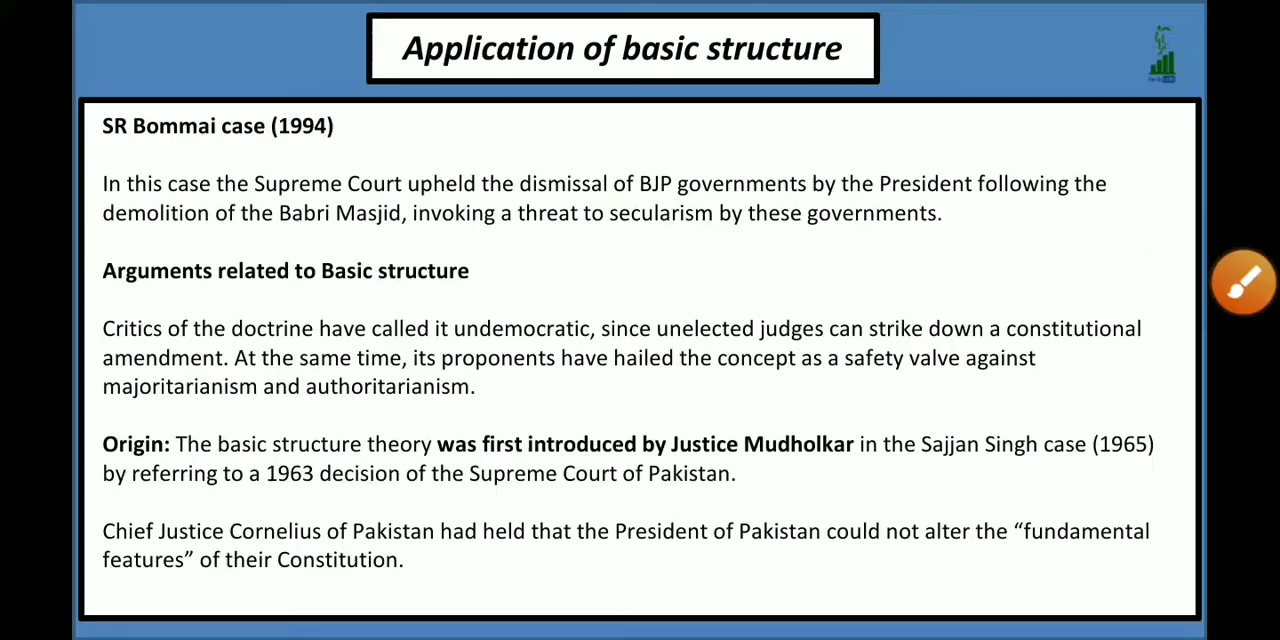 Application of basic structure
SR Bommai case (1994)
In this case the Supreme Court upheld the dismissal of BJP governments by the President following the
demolition of the Babri Masjid, invoking a threat to secularism by these governments.
Arguments related to Basic structure
Critics of the doctrine have called it undemocratic, since unelected judges can strike down a constitutional
amendment. At the same time, its proponents have hailed the concept as a safety valve against
majoritarianism and authoritarianism.
Origin: The basic structure theory was first introduced by Justice Mudholkar in the Sajjan Singh case (1965)
by referring to a 1963 decision of the Supreme Court of Pakistan.
Chief Justice Cornelius of Pakistan had held that the President of Pakistan could not alter the “fundamental
features” of their Constitution.